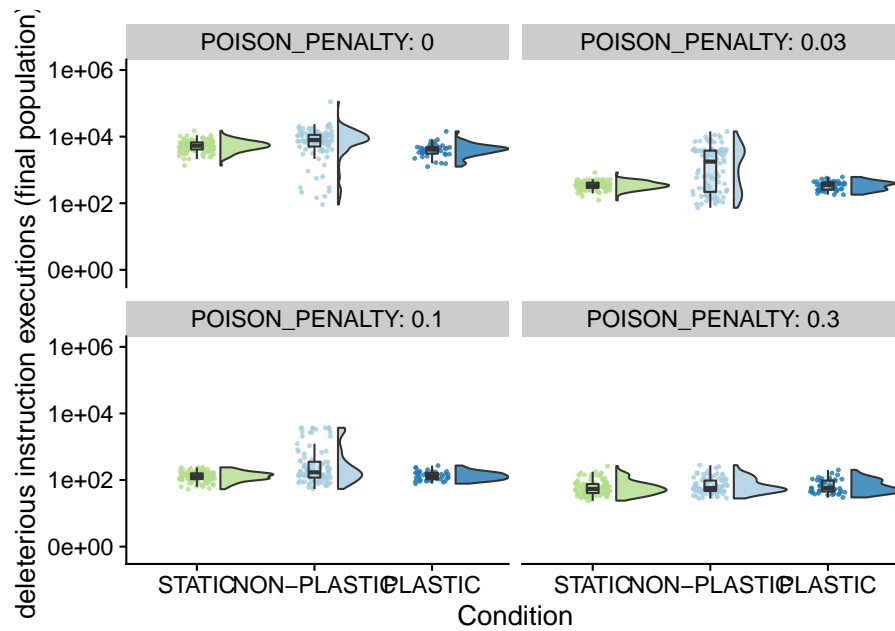 deleterious instruction executions (final population)
POISON_PENALTY: 0
POISON_PENALTY: 0.03
1e+06
1e+04
1e+02
0e+00
POISON_PENALTY: 0.1
POISON_PENALTY: 0.3
1e+06
1e+04
1e+02
0e+00
STATIC NON−PLASTIC PLASTIC
STATIC NON−PLASTIC PLASTIC
Condition